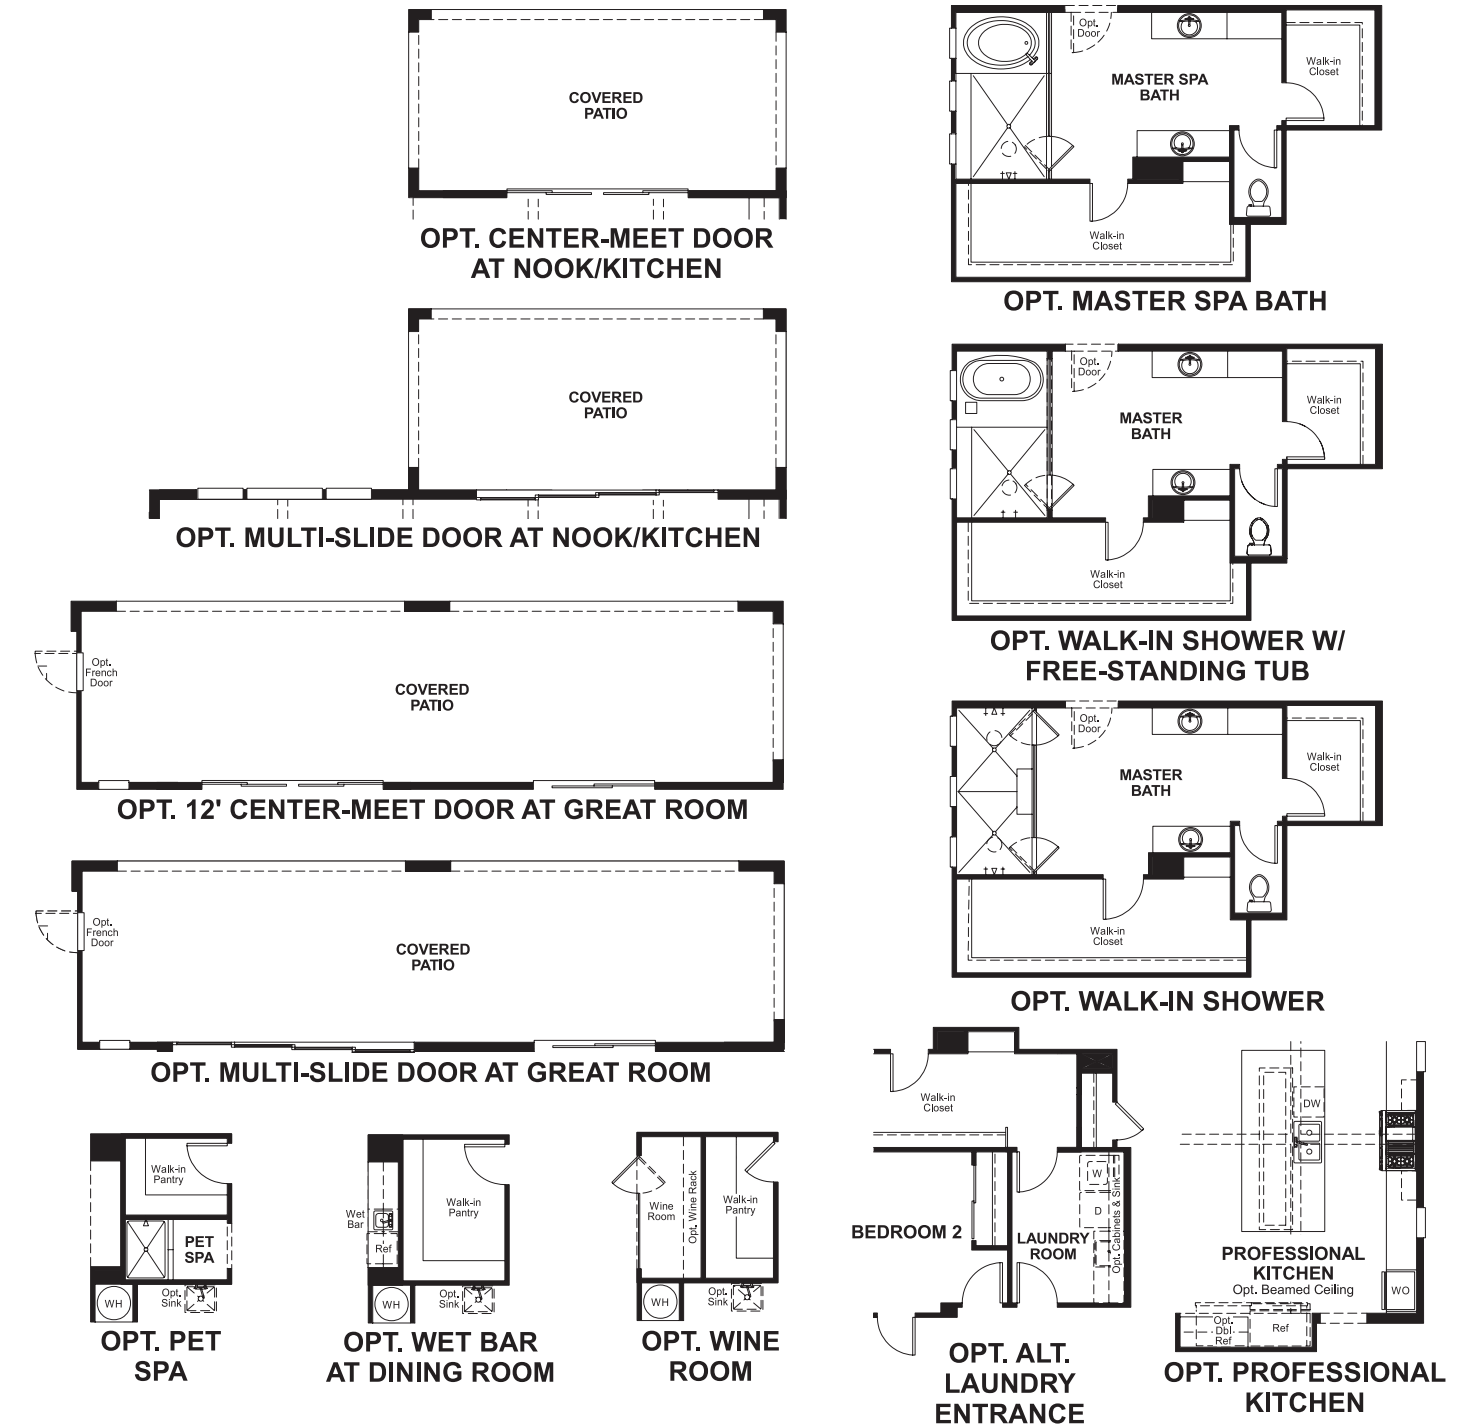 COVERED
PATIO
OPT. CENTER-MEET DOOR
AT NOOK/KITCHEN
COVERED
PATIO
OPT. MULTI-SLIDE DOOR AT NOOK/KITCHEN
Opt.
French
Door
COVERED
PATIO
OPT. 12' CENTER-MEET DOOR AT GREAT ROOM
Opt.
French
Door
COVERED
PATIO
OPT. MULTI-SLIDE DOOR AT GREAT ROOM
Walk-in
Pantry
PET
SPA
Opt.
Sink
WH
OPT. PET
SPA
Wet
Bar
Ref
Walk-in
Pantry
Opt.
Sink
WH
OPT. WET BAR
AT DINING ROOM
Wine
Room
Opt. Wine Rack
Walk-in
Pantry
Opt.
Sink
WH
OPT. WINE
ROOM
Opt.
Door
MASTER SPA
BATH
Walk-in
Closet
Walk-in
Closet
OPT. MASTER SPA BATH
Opt.
Door
MASTER
BATH
Walk-in
Closet
Walk-in
Closet
OPT. WALK-IN SHOWER W/
FREE-STANDING TUB
Opt.
Door
MASTER
BATH
Walk-in
Closet
Walk-in
Closet
OPT. WALK-IN SHOWER
Walk-in
Closet
BEDROOM 2
W
D
LAUNDRY
ROOM
Opt. Cabinets & Sink
OPT. ALT.
LAUNDRY
ENTRANCE
DW
PROFESSIONAL
KITCHEN
Opt. Beamed Ceiling
WO
Opt.
Dbl
Ref
Ref
OPT. PROFESSIONAL
KITCHEN